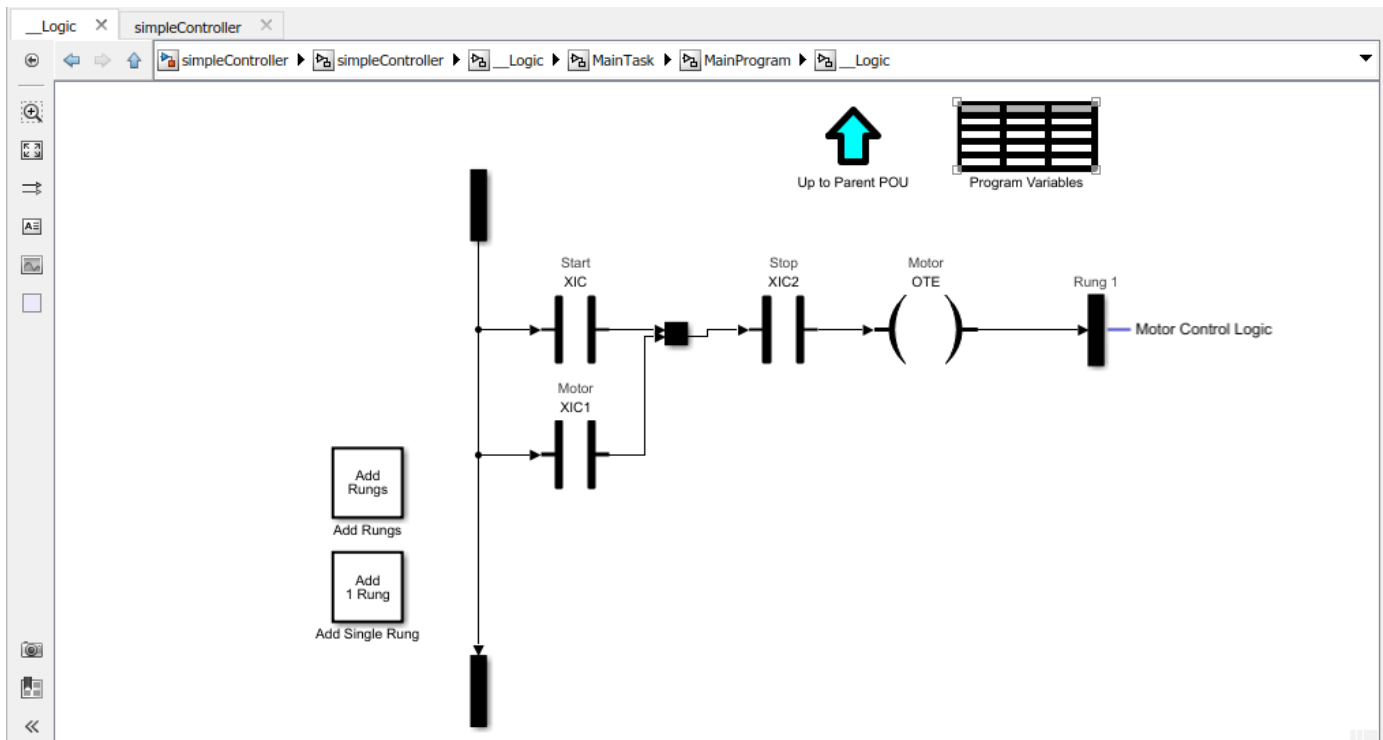 __Logic
simpleController
simpleController simpleController __Logic MainTask MainProgram __Logic
Up to Parent POU
Program Variables
Start
XIC
Stop
XIC2
Motor
OTE
Rung 1
Motor Control Logic
Motor
XIC1
Add
Rungs
Add Rungs
Add
1 Rung
Add Single Rung